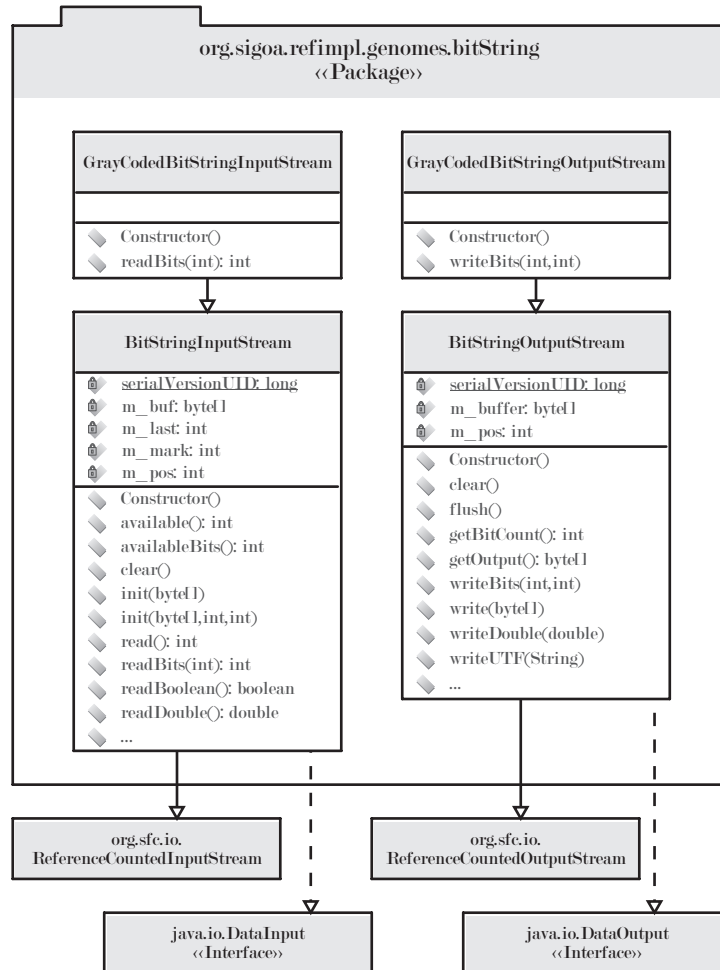 org.sigoa.refimpl.genomes.bitString
‹‹Package››
GrayCodedBitStringInputStream
Constructor()
readBits(int): int
GrayCodedBitStringOutputStream
Constructor()
writeBits(int,int)
BitStringInputStream
serialVersionUID: long
m_buf: byte[]
m_last: int
m_mark: int
m_pos: int
Constructor()
available(): int
availableBits(): int
clear()
init(byte[])
init(byte[],int,int)
read(): int
readBits(int): int
readBoolean(): boolean
readDouble(): double
...
BitStringOutputStream
serialVersionUID: long
m_buffer: byte[]
m_pos: int
Constructor()
clear()
flush()
getBitCount(): int
getOutput(): byte[]
writeBits(int,int)
write(byte[])
writeDouble(double)
writeUTF(String)
...
org.sfc.io.
ReferenceCountedInputStream
org.sfc.io.
ReferenceCountedOutputStream
java.io.DataInput
‹‹Interface››
java.io.DataOutput
‹‹Interface››